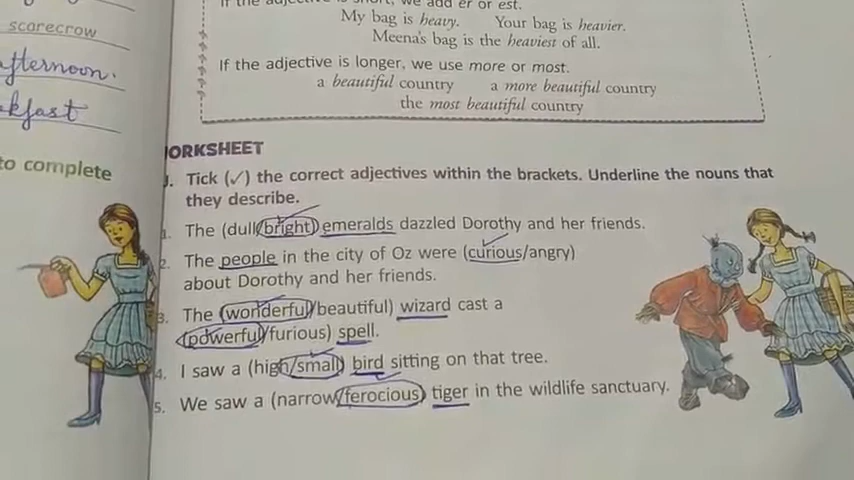 scarecrow
afternoon.
kfast
to complete
If the adjective is short, we add er or est.
My bag is heavy. Your bag is heavier.
Meena's bag is the heaviest of all.
If the adjective is longer, we use more or most.
a beautiful country a more beautiful country
the most beautiful country
ORKSHEET
Tick (✓) the correct adjectives within the brackets. Underline the nouns that
they describe.
1. The (dull/bright) emeralds dazzled Dorothy and her friends.
2. The people in the city of Oz were (curious/angry)
about Dorothy and her friends.
3. The (wonderful/beautiful) wizard cast a
(powerful/furious) spell.
4. I saw a (high/small) bird sitting on that tree.
5. We saw a (narrow/ferocious) tiger in the wildlife sanctuary.